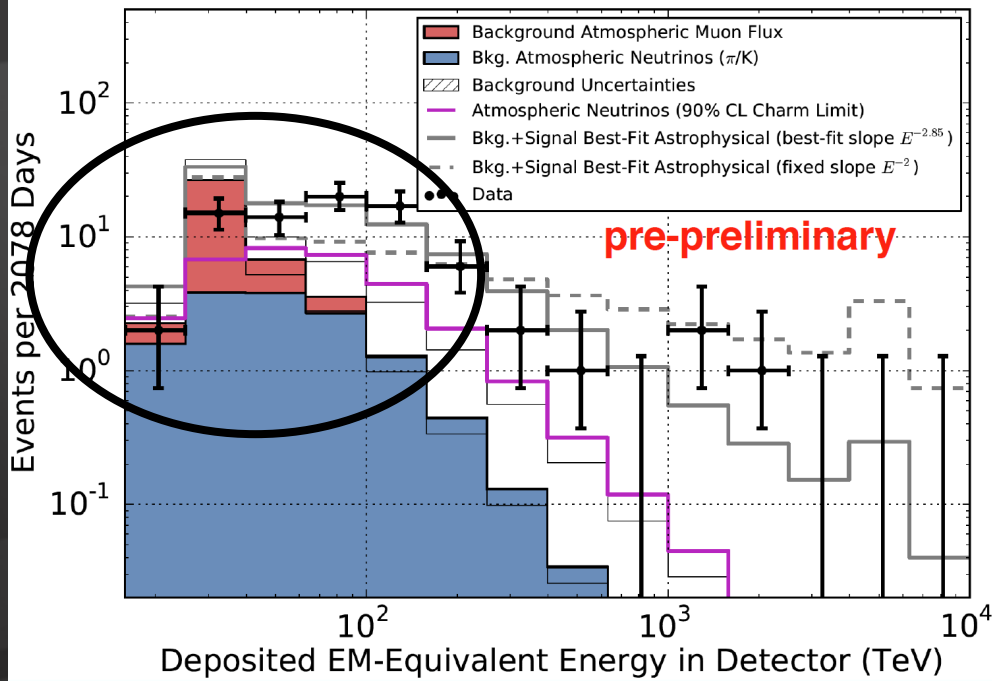 Background Atmospheric Muon Flux
Bkg. Atmospheric Neutrinos (π/K)
Background Uncertainties
Atmospheric Neutrinos (90% CL Charm Limit)
Bkg.+Signal Best-Fit Astrophysical (best-fit slope E^{-2.85})
Bkg.+Signal Best-Fit Astrophysical (fixed slope E^{-2})
Data
pre-preliminary
Events per 2078 Days
10^2
10^1
10^0
10^{-1}
10^2 10^3 10^4
Deposited EM-Equivalent Energy in Detector (TeV)